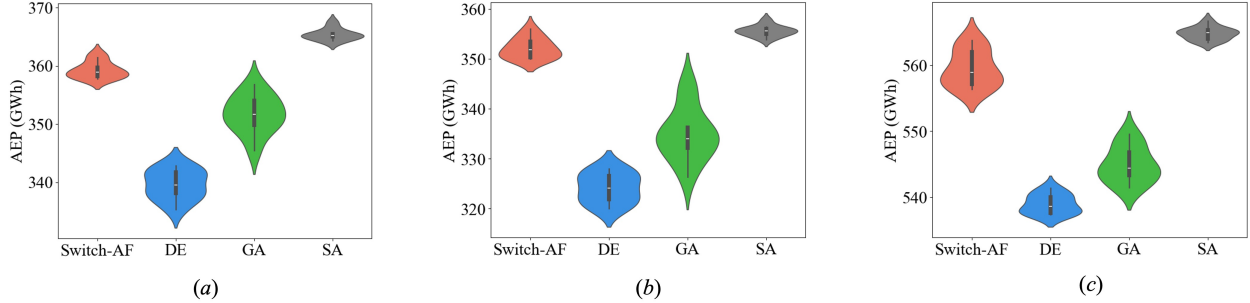 370
360
350
340
AEP (GWh)
Switch-AF DE GA SA
(a)
360
350
340
330
320
AEP (GWh)
Switch-AF DE GA SA
(b)
560
550
540
AEP (GWh)
Switch-AF DE GA SA
(c)